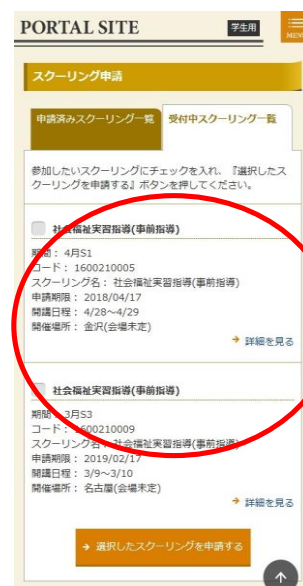 PORTAL SITE
学生用
MENU
スクーリング申請
申請済みスクーリング一覧
受付中スクーリング一覧
参加したいスクーリングにチェックを入れ、『選択したス
クーリングを申請する』ボタンを押してください。
社会福祉実習指導(事前指導)
期間： 4月S1
コード： 1600210005
スクーリング名： 社会福祉実習指導(事前指導)
申請期限： 2018/04/17
開講日程： 4/28～4/29
開催場所： 金沢(会場未定)
詳細を見る
社会福祉実習指導(事前指導)
期間： 3月S3
コード： 1600210009
スクーリング名： 社会福祉実習指導(事前指導)
申請期限： 2019/02/17
開講日程： 3/9～3/10
開催場所： 名古屋(会場未定)
詳細を見る
選択したスクーリングを申請する